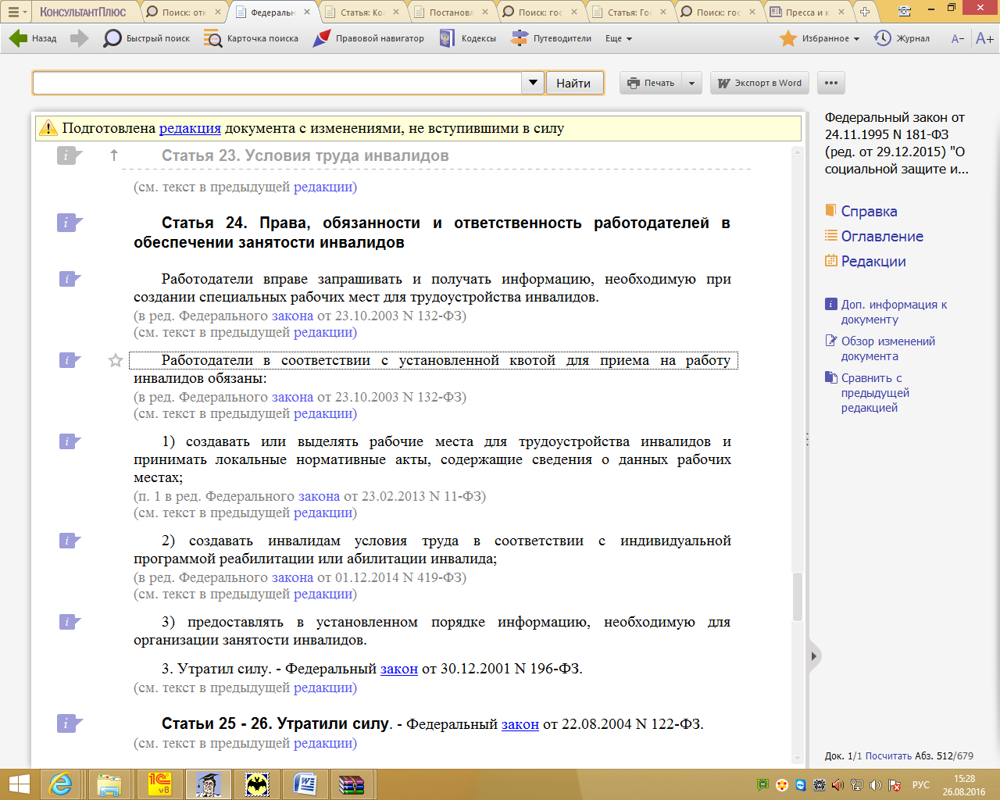 КонсультантПлюс
Поиск: отк
Федеральн
Статья: Ко
Постановл
Поиск: гос
Статья: Го
Поиск: гос
Пресса и к
Назад
Быстрый поиск
Карточка поиска
Правовой навигатор
Кодексы
Путеводители
Еще
Избранное
Журнал
A−
A+
Найти
Печать
Экспорт в Word
Подготовлена редакция документа с изменениями, не вступившими в силу
Статья 23. Условия труда инвалидов
(см. текст в предыдущей редакции)
Статья 24. Права, обязанности и ответственность работодателей в
обеспечении занятости инвалидов
Работодатели вправе запрашивать и получать информацию, необходимую при
создании специальных рабочих мест для трудоустройства инвалидов.
(в ред. Федерального закона от 23.10.2003 N 132-ФЗ)
(см. текст в предыдущей редакции)
Работодатели в соответствии с установленной квотой для приема на работу
инвалидов обязаны:
(в ред. Федерального закона от 23.10.2003 N 132-ФЗ)
(см. текст в предыдущей редакции)
1) создавать или выделять рабочие места для трудоустройства инвалидов и
принимать локальные нормативные акты, содержащие сведения о данных рабочих
местах;
(п. 1 в ред. Федерального закона от 23.02.2013 N 11-ФЗ)
(см. текст в предыдущей редакции)
2) создавать инвалидам условия труда в соответствии с индивидуальной
программой реабилитации или абилитации инвалида;
(в ред. Федерального закона от 01.12.2014 N 419-ФЗ)
(см. текст в предыдущей редакции)
3) предоставлять в установленном порядке информацию, необходимую для
организации занятости инвалидов.
3. Утратил силу. - Федеральный закон от 30.12.2001 N 196-ФЗ.
(см. текст в предыдущей редакции)
Статьи 25 - 26. Утратили силу. - Федеральный закон от 22.08.2004 N 122-ФЗ.
(см. текст в предыдущей редакции)
Федеральный закон от
24.11.1995 N 181-ФЗ
(ред. от 29.12.2015) "О
социальной защите и...
Справка
Оглавление
Редакции
Доп. информация к
документу
Обзор изменений
документа
Сравнить с
предыдущей
редакцией
Док. 1/1 Посчитать Абз. 512/679
1С
v8
РУС
15:28
26.08.2016